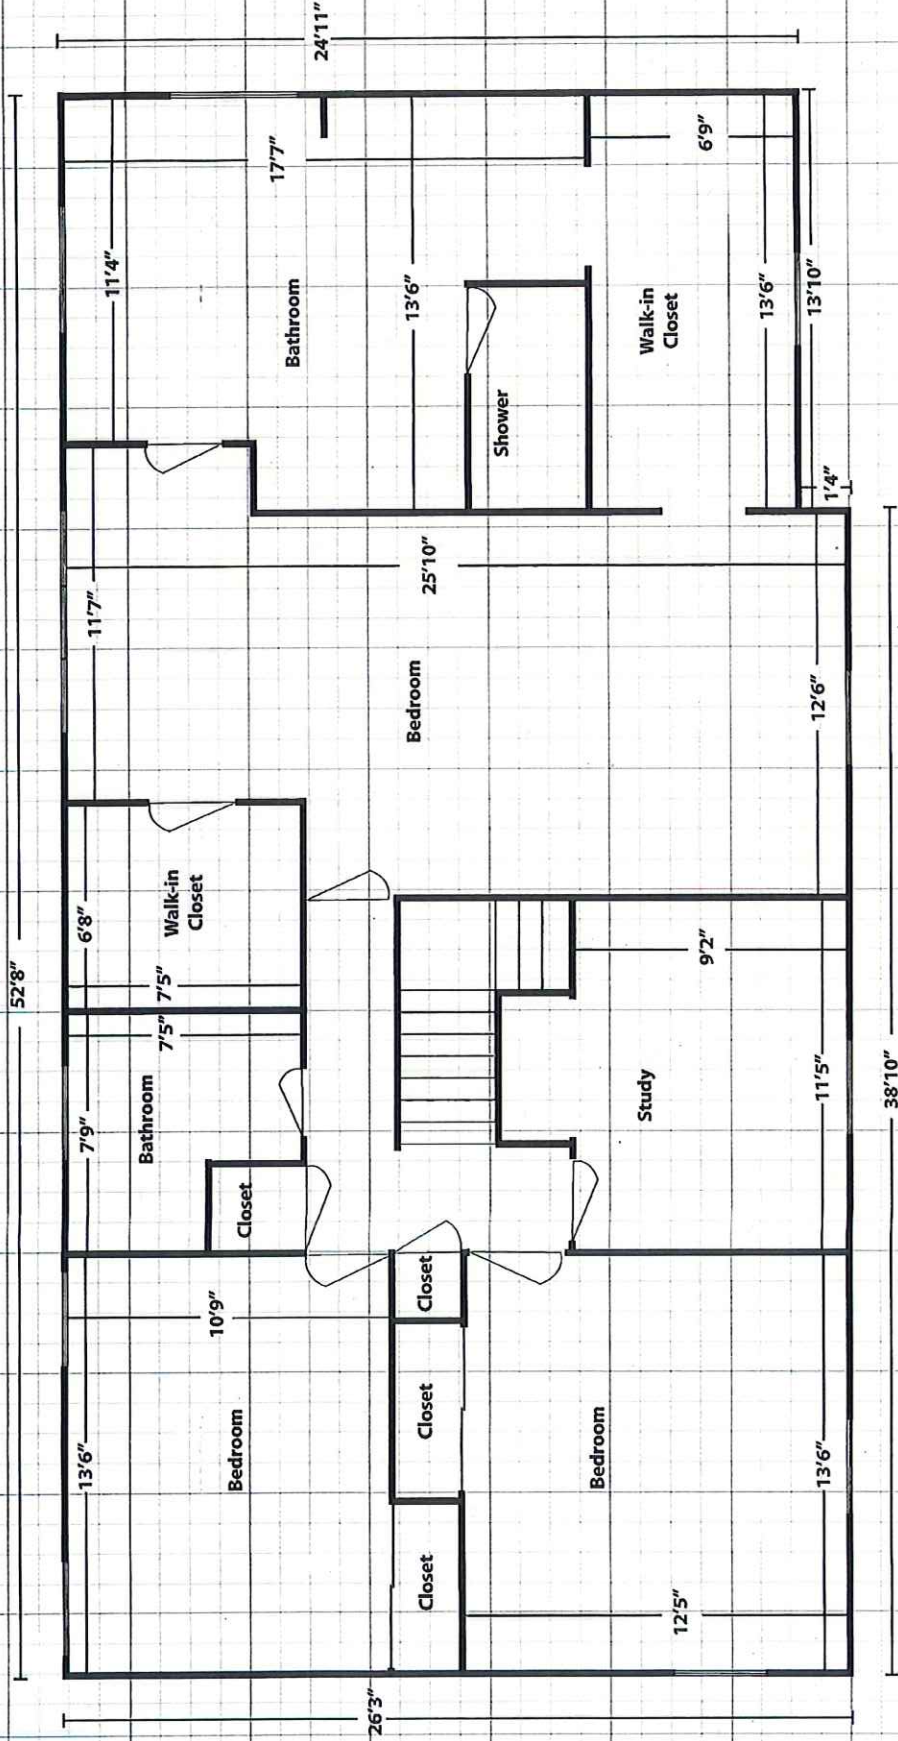 24'11"
52'8"
11'4"
17'7"
6'9"
Bathroom
13'6"
Walk-in
Closet
13'6"
13'10"
Shower
1'4"
11'7"
25'10"
Bedroom
12'6"
6'8"
Walk-in
Closet
7'5"
9'2"
7'9"
Bathroom
7'5"
Closet
Study
11'5"
38'10"
10'9"
Closet
13'6"
Bedroom
Closet
Bedroom
13'6"
Closet
12'5"
26'3"